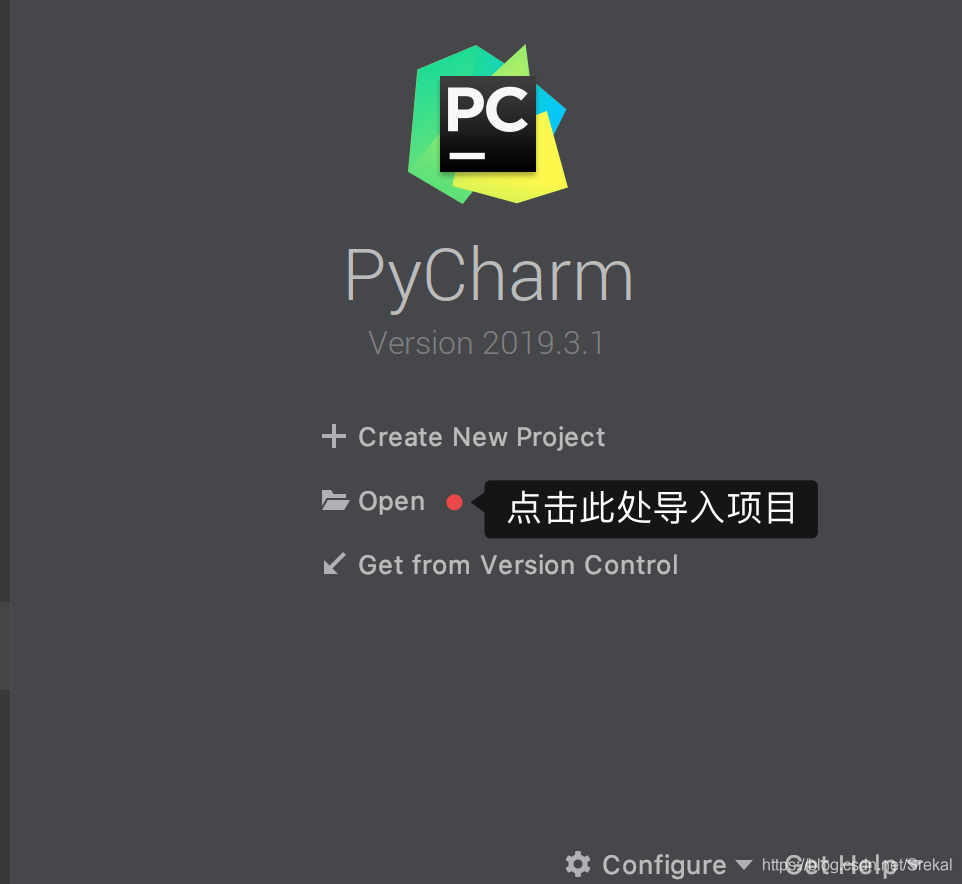 PC
PyCharm
Version 2019.3.1
Create New Project
Open
点击此处导入项目
Get from Version Control
Configure
Get Help
https://blog.csdn.net/Srekal